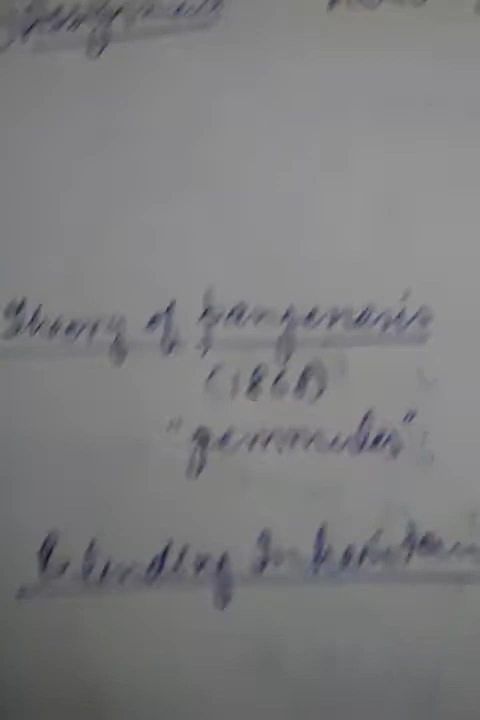 Theory of pangenesis
(1868)
"gemmules"
Blending Inheritance